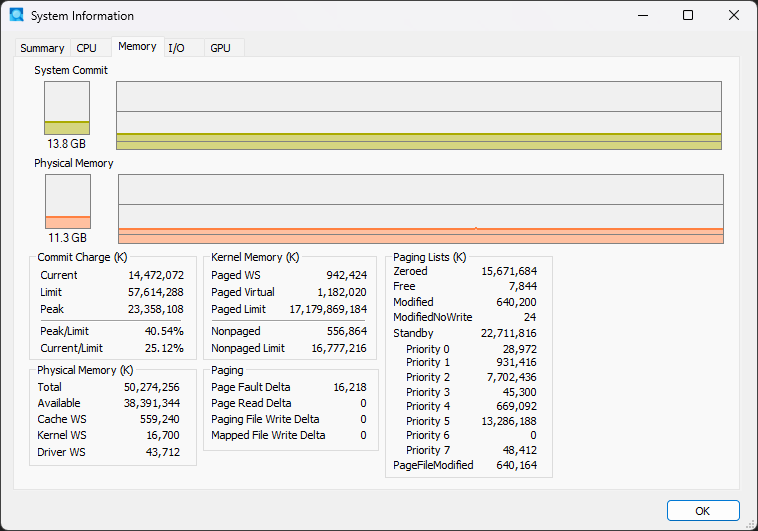 System Information
Summary CPU Memory I/O GPU
System Commit
13.8 GB
Physical Memory
11.3 GB
Commit Charge (K)
Current 14,472,072
Limit 57,614,288
Peak 23,358,108
Peak/Limit 40.54%
Current/Limit 25.12%
Physical Memory (K)
Total 50,274,256
Available 38,391,344
Cache WS 559,240
Kernel WS 16,700
Driver WS 43,712
Kernel Memory (K)
Paged WS 942,424
Paged Virtual 1,182,020
Paged Limit 17,179,869,184
Nonpaged 556,864
Nonpaged Limit 16,777,216
Paging
Page Fault Delta 16,218
Page Read Delta 0
Paging File Write Delta 0
Mapped File Write Delta 0
Paging Lists (K)
Zeroed 15,671,684
Free 7,844
Modified 640,200
ModifiedNoWrite 24
Standby 22,711,816
Priority 0 28,972
Priority 1 931,416
Priority 2 7,702,436
Priority 3 45,300
Priority 4 669,092
Priority 5 13,286,188
Priority 6 0
Priority 7 48,412
PageFileModified 640,164
OK